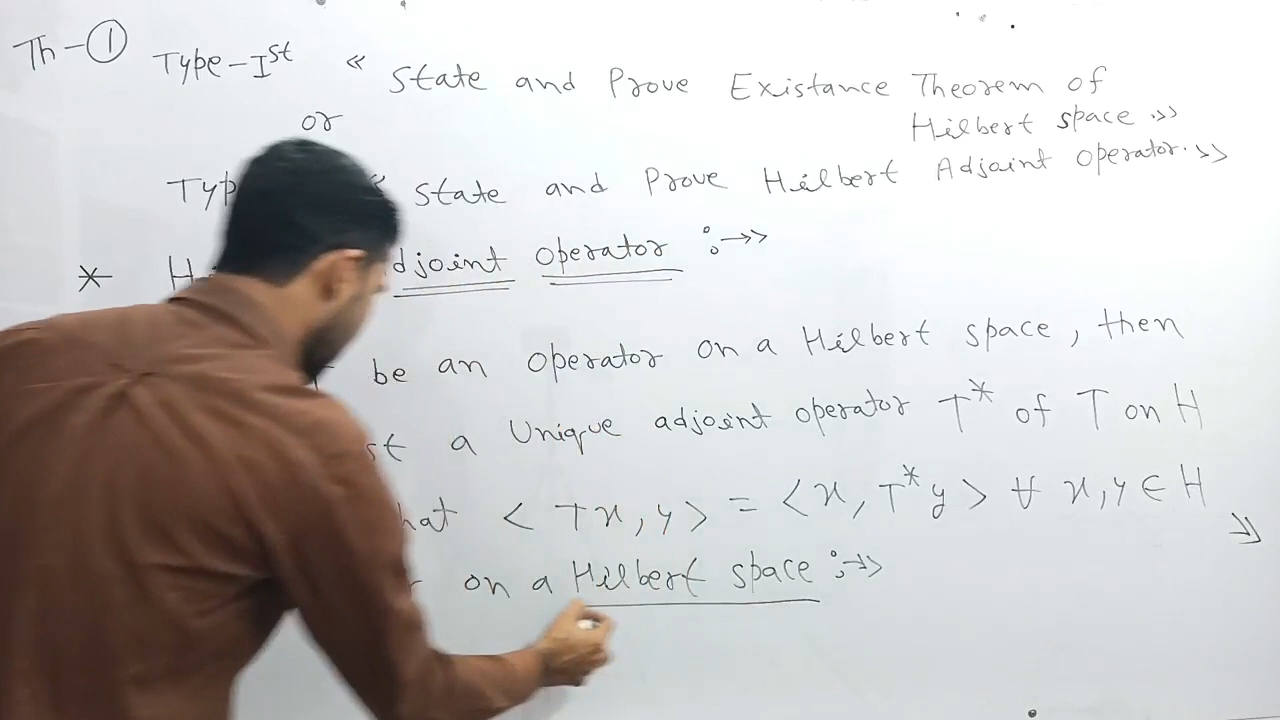 Th-① Type-Ist « State and Prove Existance Theorem of
Hilbert space.»
or
Typ « State and Prove Hilbert Adjoint operator.»
* H djoint operator :→»
be an operator on a Hilbert space, then
st a Unique adjoint operator T* of T on H
hat < Tx, y > = < x, T*y > ∀ x, y ∈ H
r on a Hilbert space :→»